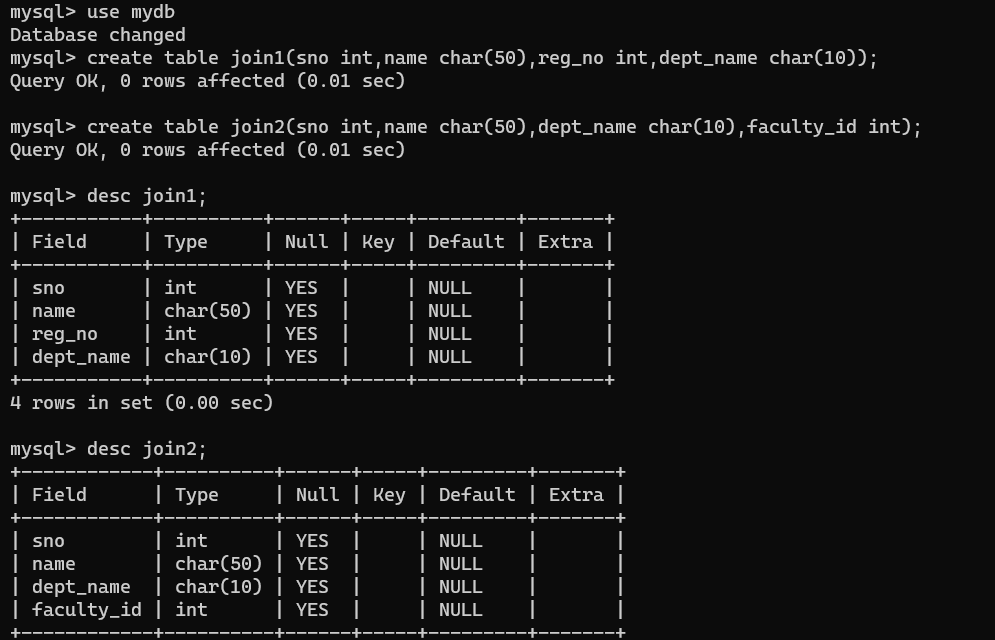 mysql> use mydb
Database changed
mysql> create table join1(sno int,name char(50),reg_no int,dept_name char(10));
Query OK, 0 rows affected (0.01 sec)

mysql> create table join2(sno int,name char(50),dept_name char(10),faculty_id int);
Query OK, 0 rows affected (0.01 sec)

mysql> desc join1;
+-----------+----------+------+-----+---------+-------+
| Field     | Type     | Null | Key | Default | Extra |
+-----------+----------+------+-----+---------+-------+
| sno       | int      | YES  |     | NULL    |       |
| name      | char(50) | YES  |     | NULL    |       |
| reg_no    | int      | YES  |     | NULL    |       |
| dept_name | char(10) | YES  |     | NULL    |       |
+-----------+----------+------+-----+---------+-------+
4 rows in set (0.00 sec)

mysql> desc join2;
+------------+----------+------+-----+---------+-------+
| Field      | Type     | Null | Key | Default | Extra |
+------------+----------+------+-----+---------+-------+
| sno        | int      | YES  |     | NULL    |       |
| name       | char(50) | YES  |     | NULL    |       |
| dept_name  | char(10) | YES  |     | NULL    |       |
| faculty_id | int      | YES  |     | NULL    |       |
+------------+----------+------+-----+---------+-------+